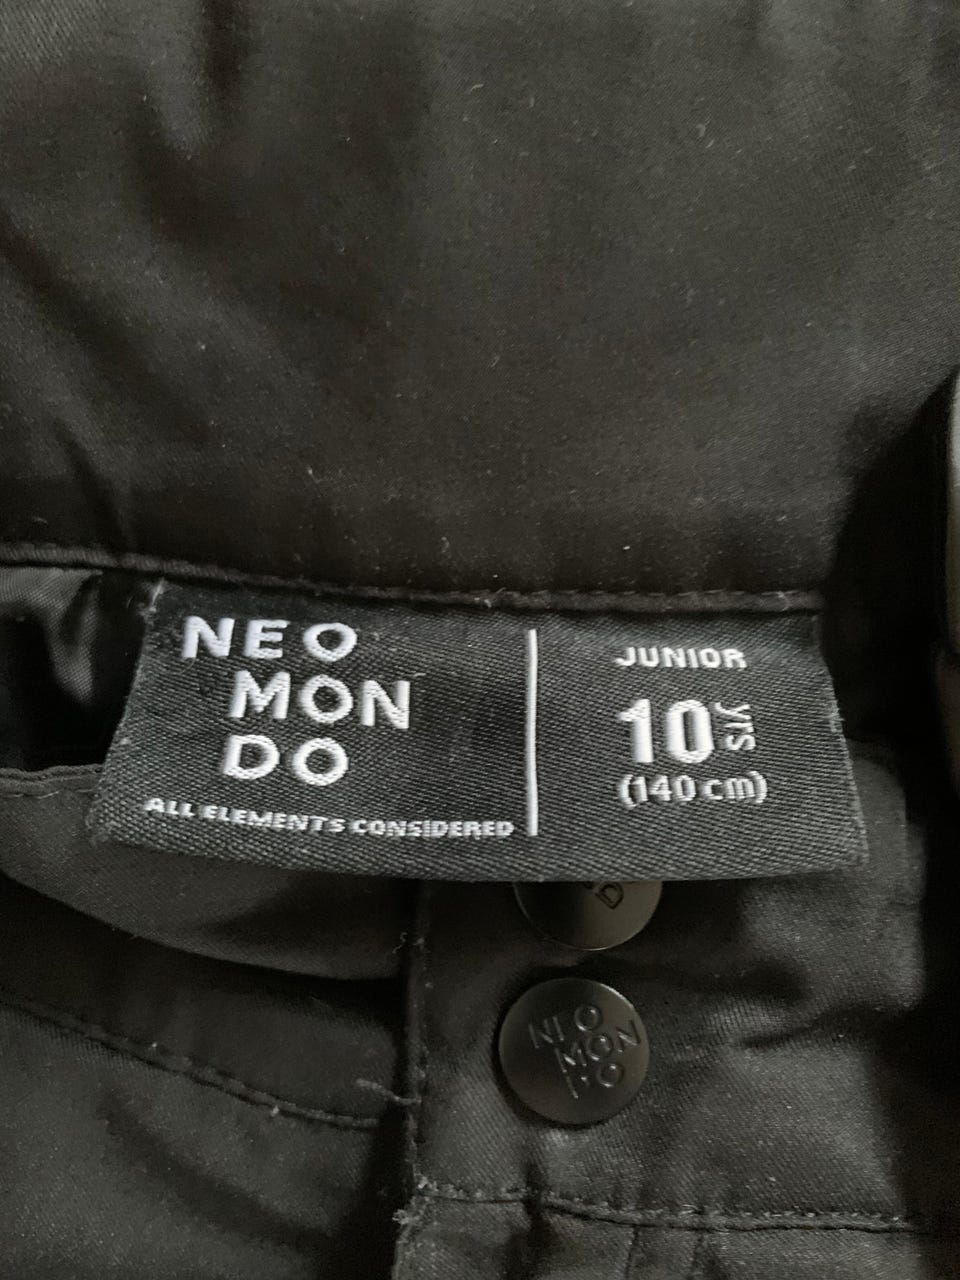 NEO
MON
DO
ALL ELEMENTS CONSIDERED
JUNIOR
10 yrs
(140 cm)
D
NEO
MON
DO